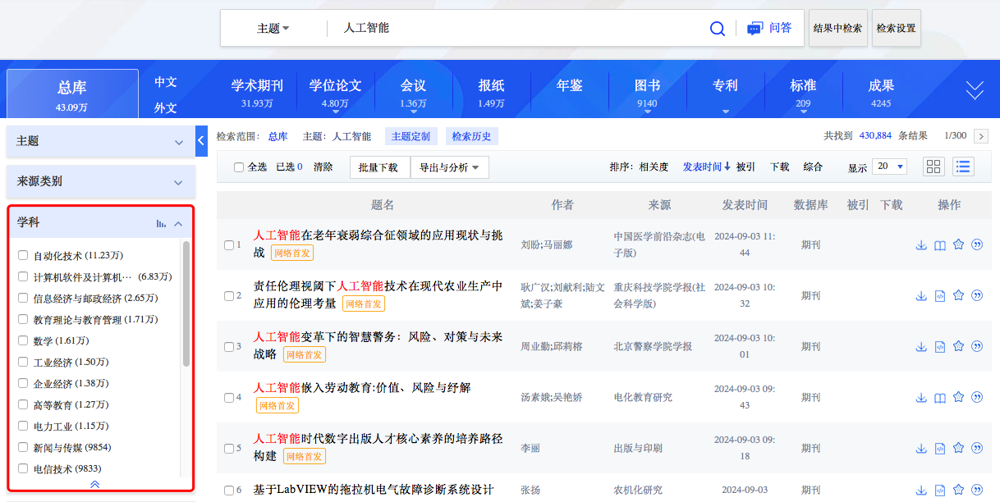 主题 人工智能 问答 结果中检索 检索设置
总库 43.09万
中文
外文
学术期刊 31.93万
学位论文 4.80万
会议 1.36万
报纸 1.49万
年鉴
图书 9140
专利
标准 209
成果 4245
主题
来源类别
学科
自动化技术 (11.23万)
计算机软件及计算机… (6.83万)
信息经济与邮政经济 (2.65万)
教育理论与教育管理 (1.71万)
数学 (1.61万)
工业经济 (1.50万)
企业经济 (1.38万)
高等教育 (1.27万)
电力工业 (1.15万)
新闻与传媒 (9854)
电信技术 (9833)
检索范围: 总库 主题: 人工智能 主题定制 检索历史 共找到 430,884 条结果 1/300 >
全选 已选 0 清除 批量下载 导出与分析 排序: 相关度 发表时间↓ 被引 下载 综合 显示 20
题名 作者 来源 发表时间 数据库 被引 下载 操作
1 人工智能在老年衰弱综合征领域的应用现状与挑
战 网络首发
刘盼;马丽娜
中国医学前沿杂志(电
子版)
2024-09-03 11:
44
期刊
2 责任伦理视阈下人工智能技术在现代农业生产中
应用的伦理考量 网络首发
耿广汉;刘献利;陆文
斌;姜子豪
重庆科技学院学报(社
会科学版)
2024-09-03 10:
32
期刊
3 人工智能变革下的智慧警务：风险、对策与未来
战略 网络首发
周业勤;邱莉榕
北京警察学院学报
2024-09-03 10:
01
期刊
4 人工智能嵌入劳动教育:价值、风险与纾解
网络首发
汤素娥;吴艳娇
电化教育研究
2024-09-03 09:
43
期刊
5 人工智能时代数字出版人才核心素养的培养路径
构建 网络首发
李丽
出版与印刷
2024-09-03 09:
18
期刊
6 基于LabVIEW的拖拉机电气故障诊断系统设计
张扬
农机化研究
2024-09-03
期刊